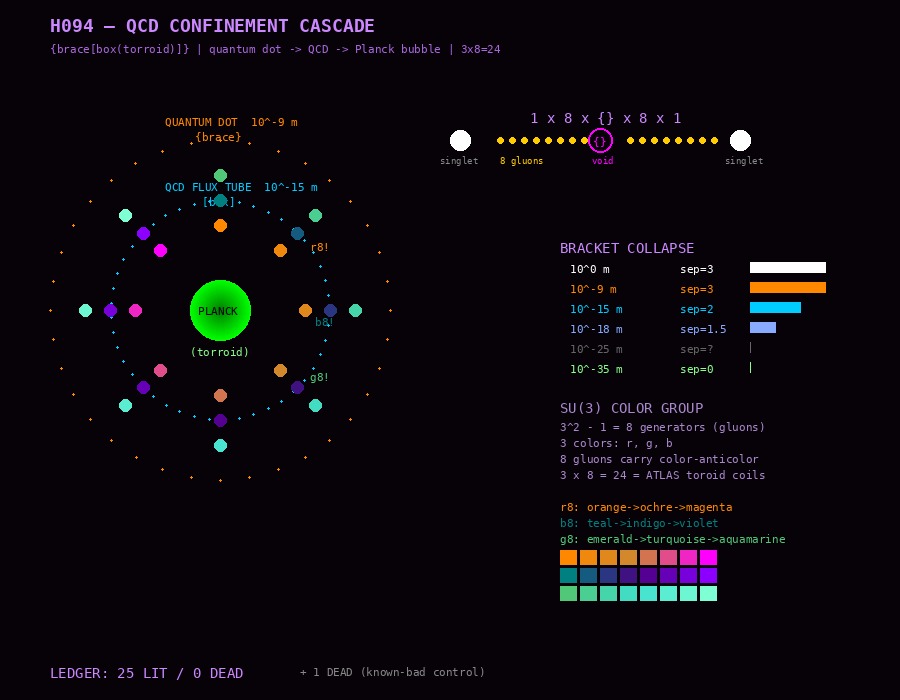 H094 — QCD CONFINEMENT CASCADE
{brace[box(torroid)]} | quantum dot -> QCD -> Planck bubble | 3x8=24
QUANTUM DOT 10^-9 m
{brace}
QCD FLUX TUBE 10^-15 m
[box]
r8!
PLANCK
b8!
(torroid)
g8!
1 x 8 x {} x 8 x 1
{}
singlet
8 gluons
void
singlet
BRACKET COLLAPSE
10^0 m sep=3
10^-9 m sep=3
10^-15 m sep=2
10^-18 m sep=1.5
10^-25 m sep=?
10^-35 m sep=0
SU(3) COLOR GROUP
3^2 - 1 = 8 generators (gluons)
3 colors: r, g, b
8 gluons carry color-anticolor
3 x 8 = 24 = ATLAS toroid coils
r8: orange->ochre->magenta
b8: teal->indigo->violet
g8: emerald->turquoise->aquamarine
LEDGER: 25 LIT / 0 DEAD
+ 1 DEAD (known-bad control)